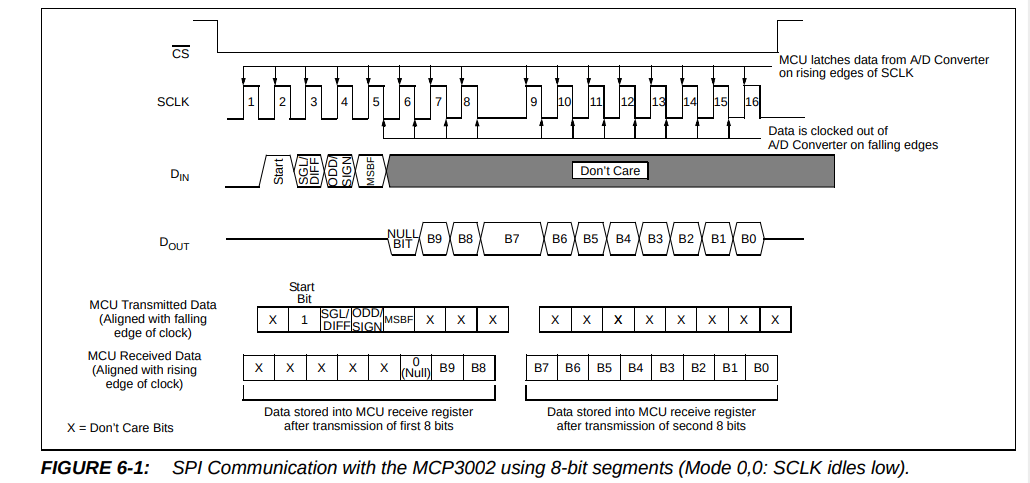 CS
MCU latches data from A/D Converter
on rising edges of SCLK
SCLK
1 2 3 4 5 6 7 8 9 10 11 12 13 14 15 16
Data is clocked out of
A/D Converter on falling edges
DIN
Start
SGL/
DIFF
ODD/
SIGN
MSBF
Don't Care
DOUT
NULL
BIT
B9 B8 B7 B6 B5 B4 B3 B2 B1 B0
Start
Bit
MCU Transmitted Data
(Aligned with falling
edge of clock)
X 1 SGL/
DIFF
ODD/
SIGN
MSBF X X X X X X X X X X X
MCU Received Data
(Aligned with rising
edge of clock)
X X X X X 0
(Null)
B9 B8 B7 B6 B5 B4 B3 B2 B1 B0
Data stored into MCU receive register
after transmission of first 8 bits
Data stored into MCU receive register
after transmission of second 8 bits
X = Don't Care Bits
FIGURE 6-1: SPI Communication with the MCP3002 using 8-bit segments (Mode 0,0: SCLK idles low).